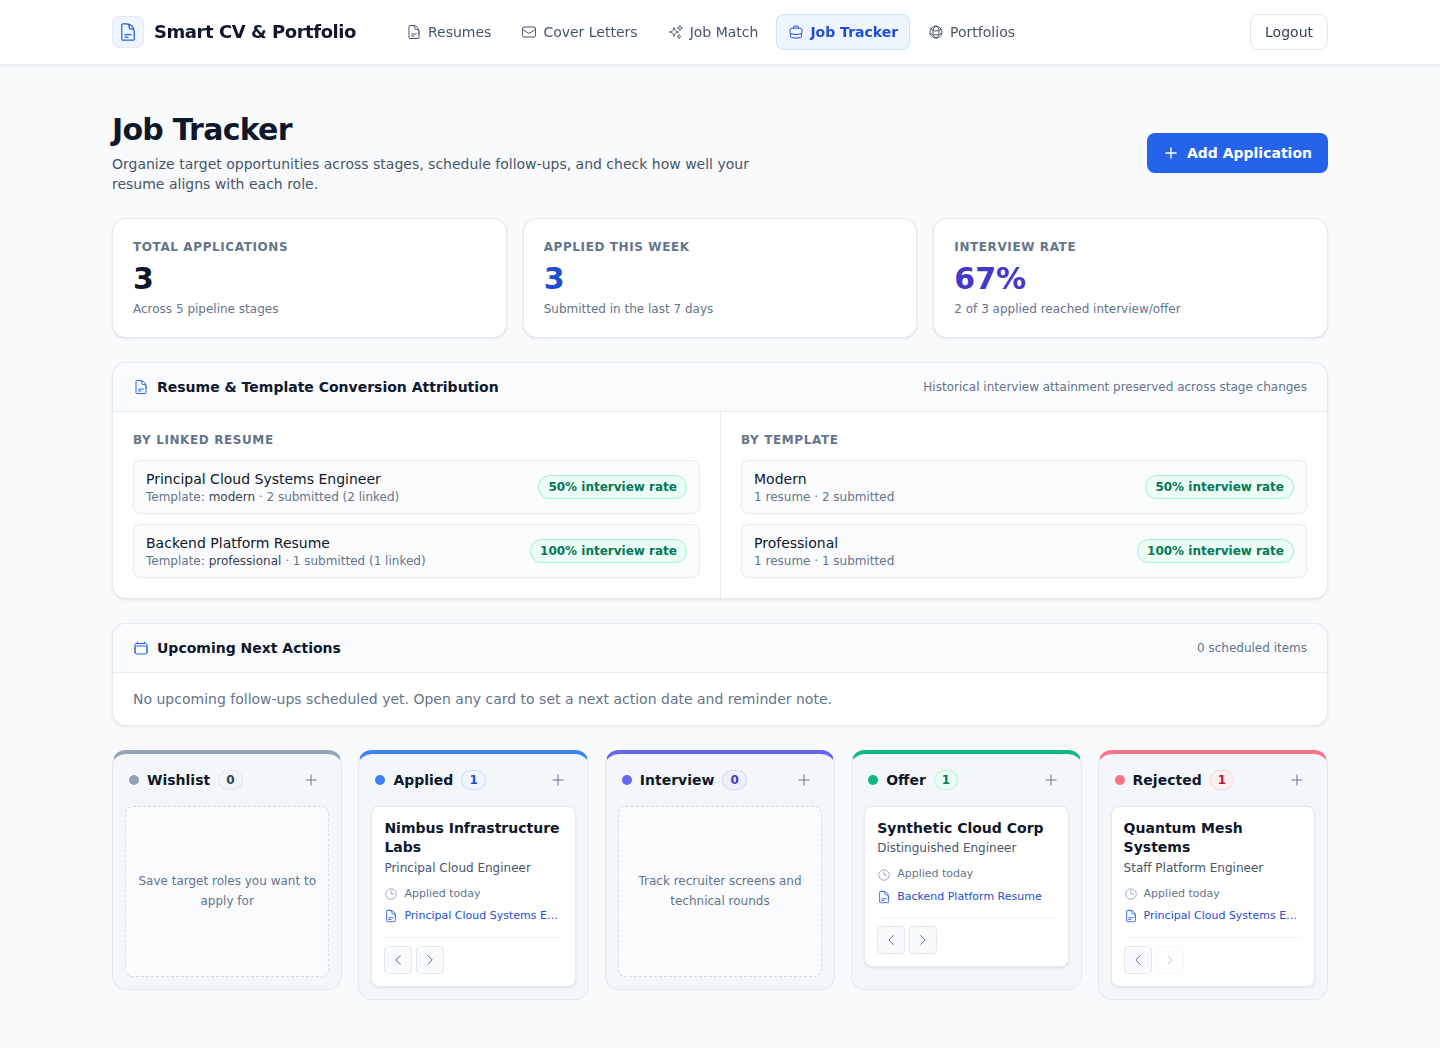 Smart CV & Portfolio
Resumes
Cover Letters
Job Match
Job Tracker
Portfolios
Logout
Job Tracker
Organize target opportunities across stages, schedule follow-ups, and check how well your
resume aligns with each role.
Add Application
TOTAL APPLICATIONS
3
Across 5 pipeline stages
APPLIED THIS WEEK
3
Submitted in the last 7 days
INTERVIEW RATE
67%
2 of 3 applied reached interview/offer
Resume & Template Conversion Attribution
Historical interview attainment preserved across stage changes
BY LINKED RESUME
Principal Cloud Systems Engineer
Template: modern · 2 submitted (2 linked)
50% interview rate
Backend Platform Resume
Template: professional · 1 submitted (1 linked)
100% interview rate
BY TEMPLATE
Modern
1 resume · 2 submitted
50% interview rate
Professional
1 resume · 1 submitted
100% interview rate
Upcoming Next Actions
0 scheduled items
No upcoming follow-ups scheduled yet. Open any card to set a next action date and reminder note.
Wishlist 0
Save target roles you want to
apply for
Applied 1
Nimbus Infrastructure
Labs
Principal Cloud Engineer
Applied today
Principal Cloud Systems E...
Interview 0
Track recruiter screens and
technical rounds
Offer 1
Synthetic Cloud Corp
Distinguished Engineer
Applied today
Backend Platform Resume
Rejected 1
Quantum Mesh
Systems
Staff Platform Engineer
Applied today
Principal Cloud Systems E...